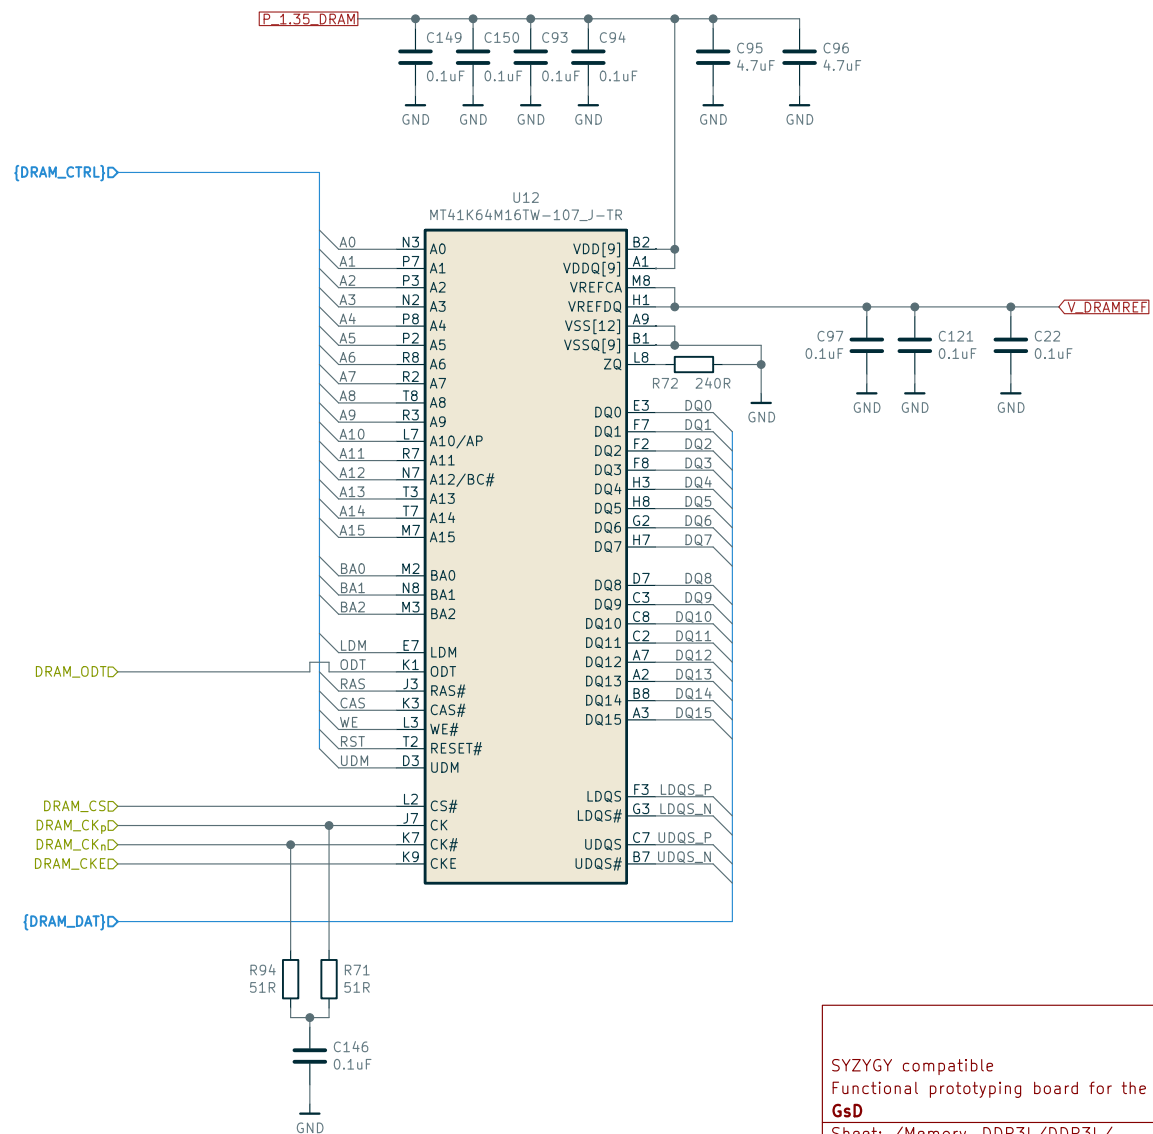 P_1.35_DRAM
C149
0.1uF
C150
0.1uF
C93
0.1uF
C94
0.1uF
C95
4.7uF
C96
4.7uF
GND
GND
GND
GND
GND
GND
{DRAM_CTRL}
U12
MT41K64M16TW-107_J-TR
A0 N3 A0
A1 P7 A1
A2 P3 A2
A3 N2 A3
A4 P8 A4
A5 P2 A5
A6 R8 A6
A7 R2 A7
A8 T8 A8
A9 R3 A9
A10 L7 A10/AP
A11 R7 A11
A12 N7 A12/BC#
A13 T3 A13
A14 T7 A14
A15 M7 A15
BA0 M2 BA0
BA1 N8 BA1
BA2 M3 BA2
LDM E7 LDM
DRAM_ODT ODT K1 ODT
RAS J3 RAS#
CAS K3 CAS#
WE L3 WE#
RST T2 RESET#
UDM D3 UDM
DRAM_CS L2 CS#
DRAM_CKp J7 CK
DRAM_CKn K7 CK#
DRAM_CKE K9 CKE
{DRAM_DAT}
VDD[9] B2
VDDQ[9] A1
VREFCA M8
VREFDQ H1
VSS[12] A9
VSSQ[9] B1
ZQ L8
R72 240R
GND
V_DRAMREF
C97
0.1uF
C121
0.1uF
C22
0.1uF
GND
GND
GND
DQ0 E3 DQ0
DQ1 F7 DQ1
DQ2 F2 DQ2
DQ3 F8 DQ3
DQ4 H3 DQ4
DQ5 H8 DQ5
DQ6 G2 DQ6
DQ7 H7 DQ7
DQ8 D7 DQ8
DQ9 C3 DQ9
DQ10 C8 DQ10
DQ11 C2 DQ11
DQ12 A7 DQ12
DQ13 A2 DQ13
DQ14 B8 DQ14
DQ15 A3 DQ15
LDQS F3 LDQS_P
LDQS# G3 LDQS_N
UDQS C7 UDQS_P
UDQS# B7 UDQS_N
R94
51R
R71
51R
C146
0.1uF
GND
SYZYGY compatible
Functional prototyping board for the
GsD
Sheet: /Memory_DDR3L/DDR3L/